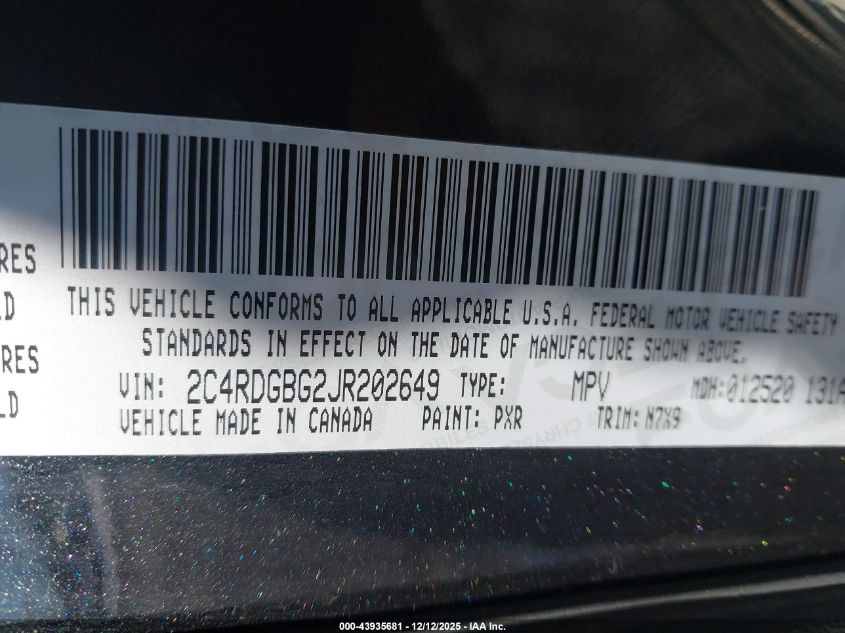 RES
LD
RES
LD
THIS VEHICLE CONFORMS TO ALL APPLICABLE U.S.A. FEDERAL MOTOR VEHICLE SAFETY
STANDARDS IN EFFECT ON THE DATE OF MANUFACTURE SHOWN ABOVE.
VIN: 2C4RDGBG2JR202649 TYPE: MPV MDH:012520 131A
VEHICLE MADE IN CANADA PAINT: PXR TRIM: N7X9
000-43935681 - 12/12/2025 - IAA Inc.